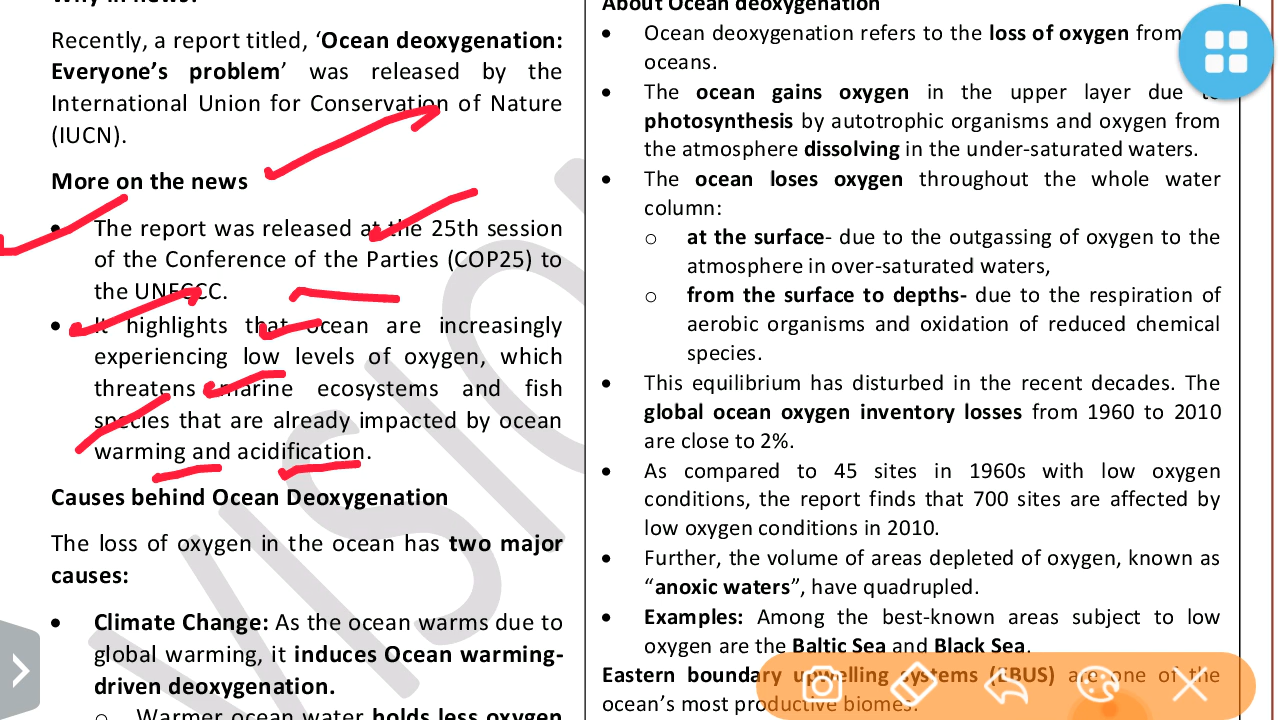 Why in news?
Recently, a report titled, ‘Ocean deoxygenation:
Everyone’s problem’ was released by the
International Union for Conservation of Nature
(IUCN).
More on the news
• The report was released at the 25th session
of the Conference of the Parties (COP25) to
the UNFCCC.
• It highlights that ocean are increasingly
experiencing low levels of oxygen, which
threatens marine ecosystems and fish
species that are already impacted by ocean
warming and acidification.
Causes behind Ocean Deoxygenation
The loss of oxygen in the ocean has two major
causes:
• Climate Change: As the ocean warms due to
global warming, it induces Ocean warming-
driven deoxygenation.
o Warmer ocean water holds less oxygen
About Ocean deoxygenation
• Ocean deoxygenation refers to the loss of oxygen from
oceans.
• The ocean gains oxygen in the upper layer due to
photosynthesis by autotrophic organisms and oxygen from
the atmosphere dissolving in the under-saturated waters.
• The ocean loses oxygen throughout the whole water
column:
o at the surface- due to the outgassing of oxygen to the
atmosphere in over-saturated waters,
o from the surface to depths- due to the respiration of
aerobic organisms and oxidation of reduced chemical
species.
• This equilibrium has disturbed in the recent decades. The
global ocean oxygen inventory losses from 1960 to 2010
are close to 2%.
• As compared to 45 sites in 1960s with low oxygen
conditions, the report finds that 700 sites are affected by
low oxygen conditions in 2010.
• Further, the volume of areas depleted of oxygen, known as
“anoxic waters”, have quadrupled.
• Examples: Among the best-known areas subject to low
oxygen are the Baltic Sea and Black Sea.
Eastern boundary upwelling systems (EBUS) are one of the
ocean’s most productive biomes.